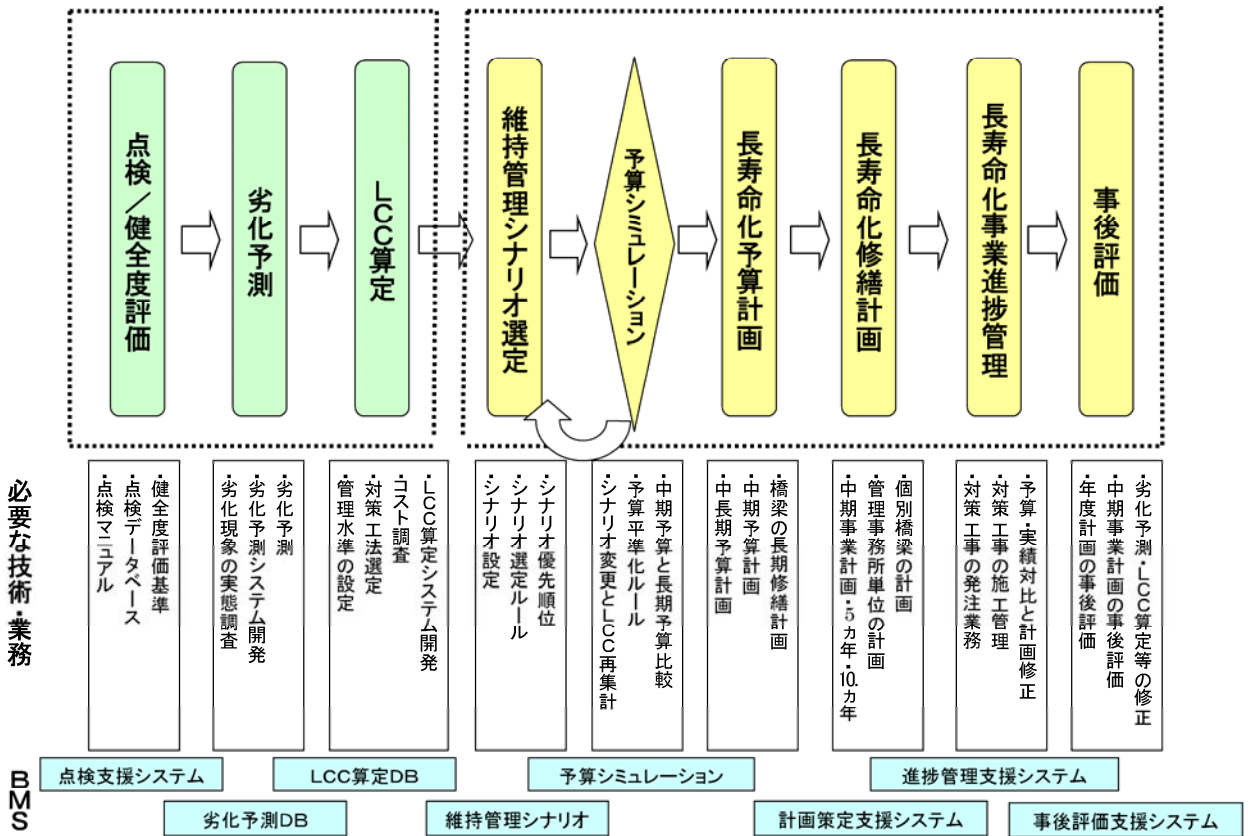 点検／健全度評価
劣化予測
LCC算定
維持管理シナリオ選定
予算シミュレーション
長寿命化予算計画
長寿命化修繕計画
長寿命化事業進捗管理
事後評価
必要な技術・業務
健全度評価基準
・点検データベース
・点検マニュアル
・劣化予測
・劣化予測システム開発
・劣化現象の実態調査
・LCC算定システム開発
コスト調査
・対策工法選定
管理水準の設定
・シナリオ優先順位
・シナリオ選定ルール
・シナリオ設定
・中期予算と長期予算比較
・予算平準化ルール
・シナリオ変更とLCC再集計
・橋梁の長期修繕計画
・中期予算計画
・中長期予算計画
個別橋梁の計画
管理事務所単位の計画
・中期事業計画・5ヵ年・10.ヵ年
・予算・実績対比と計画修正
・対策工事の施工管理
・対策工事の発注業務
・劣化予測・LCC算定等の修正
・中期事業計画の事後評価
・年度計画の事後評価
BMS
点検支援システム
LCC算定DB
予算シミュレーション
進捗管理支援システム
劣化予測DB
維持管理シナリオ
計画策定支援システム
事後評価支援システム